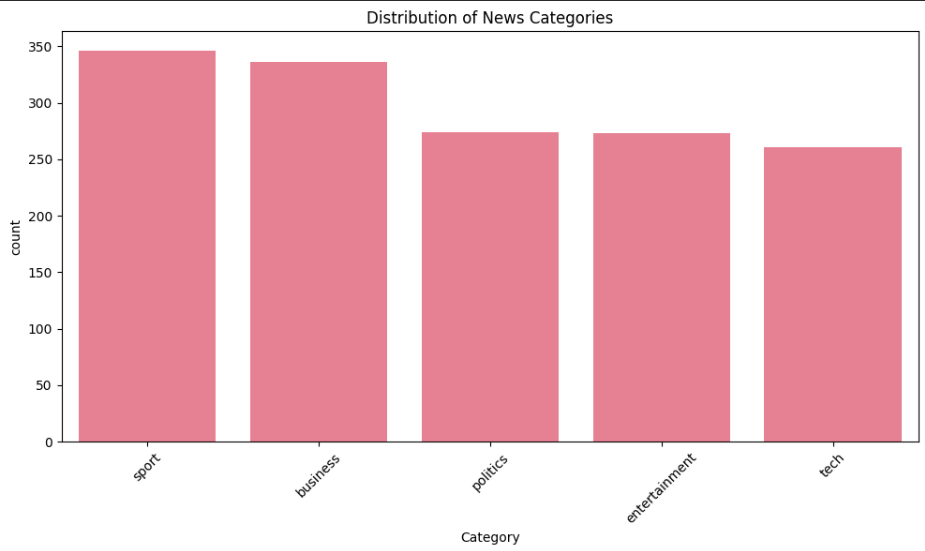 Distribution of News Categories
count
350
300
250
200
150
100
50
0
sport
business
politics
entertainment
tech
Category